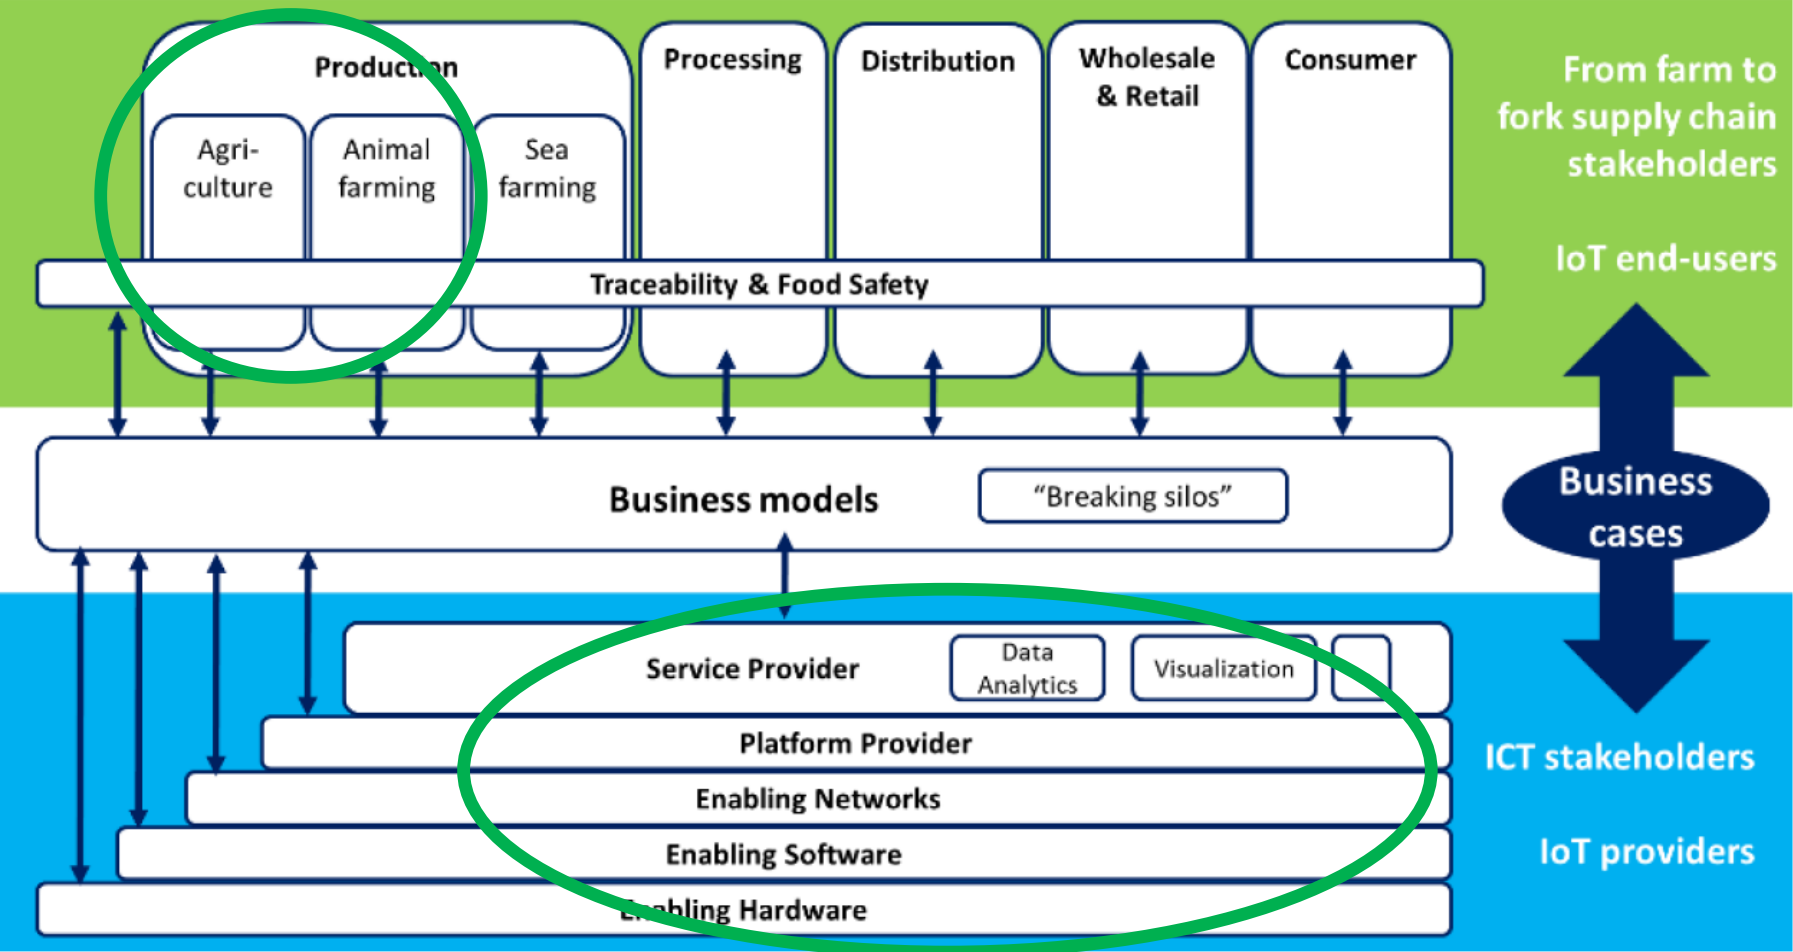 Production
Agri-
culture
Animal
farming
Sea
farming
Processing
Distribution
Wholesale
& Retail
Consumer
Traceability & Food Safety
From farm to
fork supply chain
stakeholders
IoT end-users
Business models
“Breaking silos”
Business
cases
Service Provider
Data
Analytics
Visualization
Platform Provider
Enabling Networks
Enabling Software
Enabling Hardware
ICT stakeholders
IoT providers